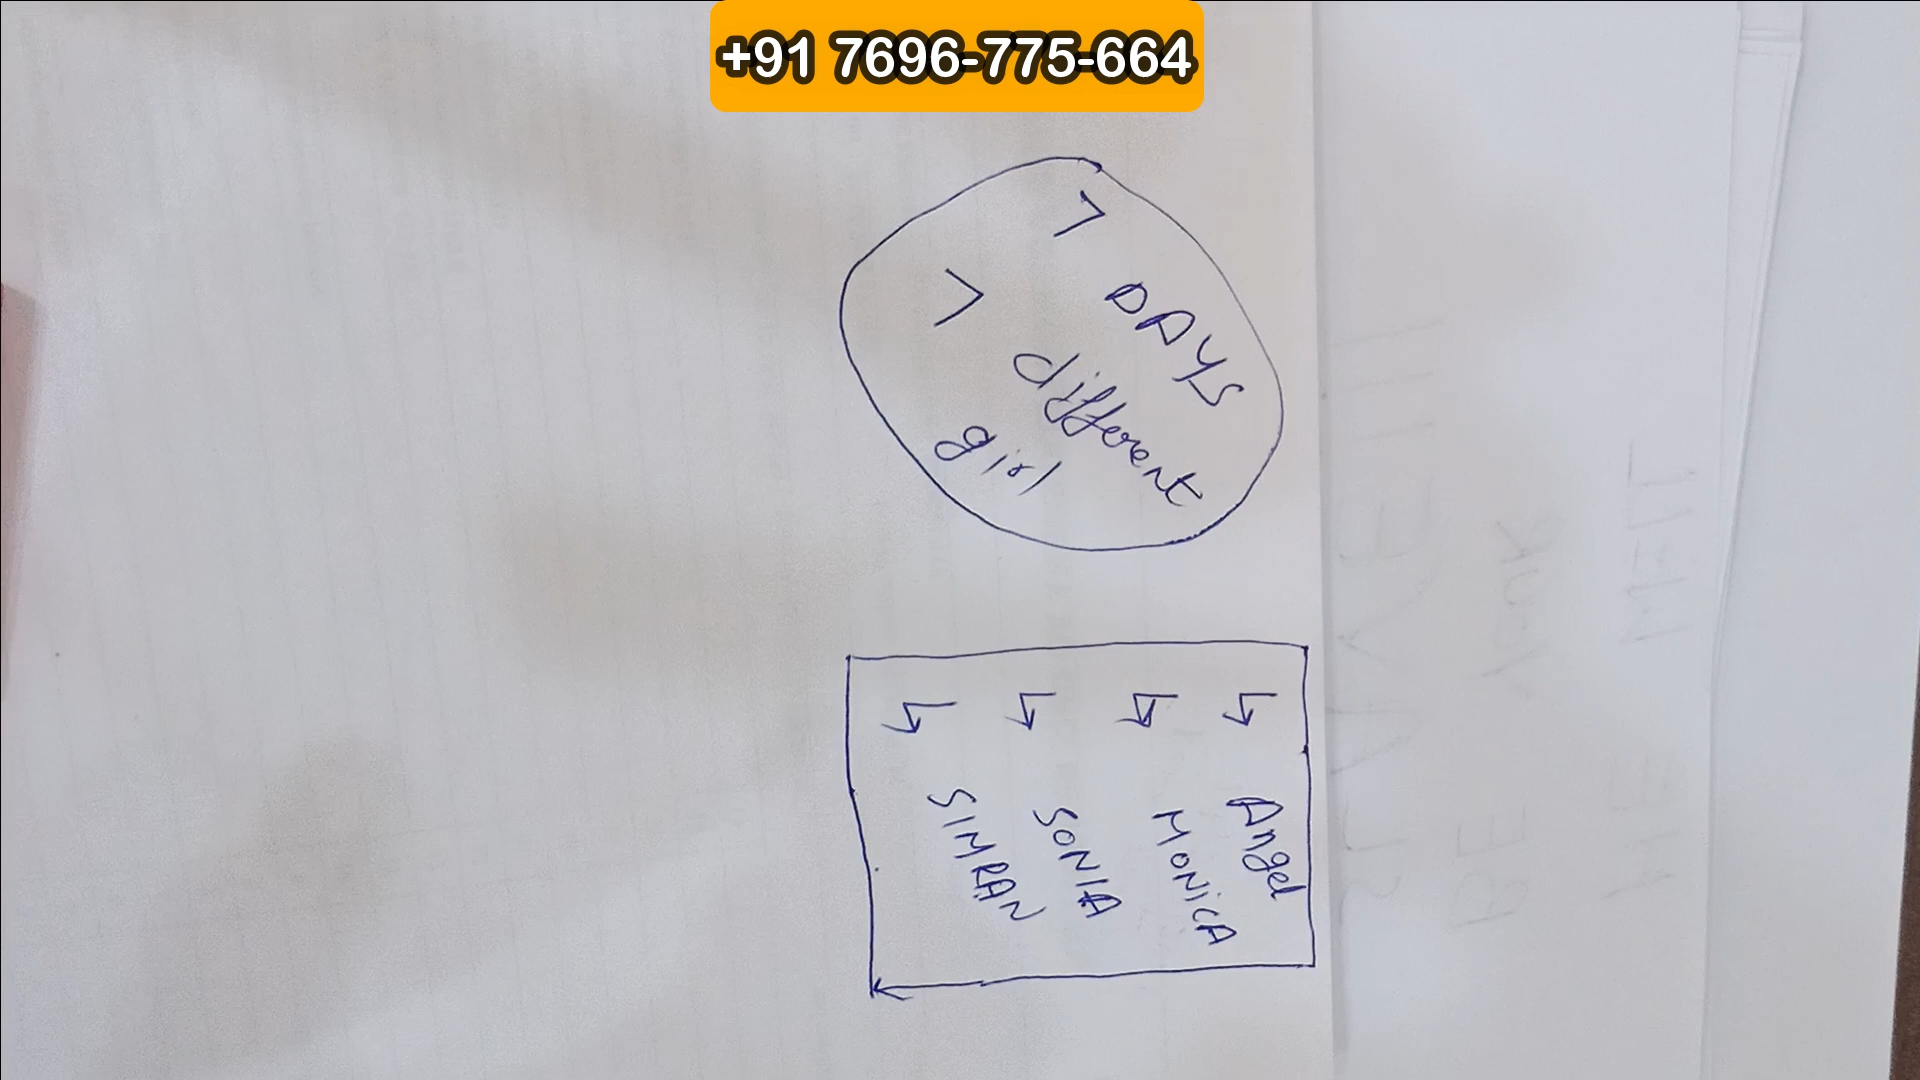 +91 7696-775-664
7 DAYS
7 different
girl
Angel
MONICA
SONIA
SIMRAN